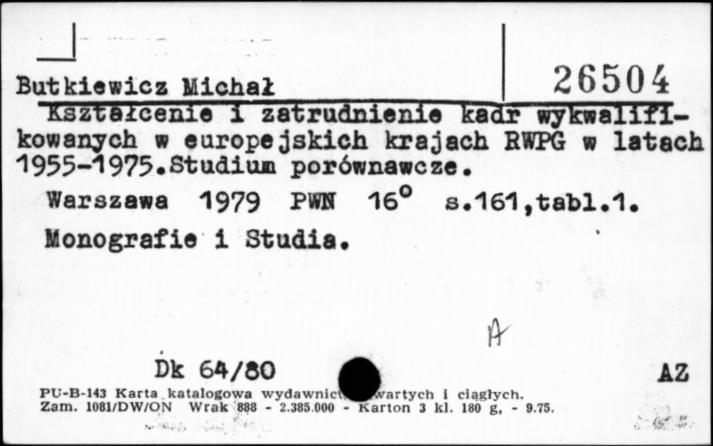 Butkiewicz Michał 26504
Kształcenie i zatrudnienie kadr wykwalifi-
kowanych w europejskich krajach RWPG w latach
1955-1975.Studium porównawcze.
Warszawa 1979 PWN 16° s.161,tabl.1.
Monografie i Studia.
A
Dk 64/80 AZ
PU-B-143 Karta katalogowa i ciągłych.
Zam. 1081/DW/ON Wrak 888 - 2.385.000 - Karton 3 kl. 180 g, - 9.75.